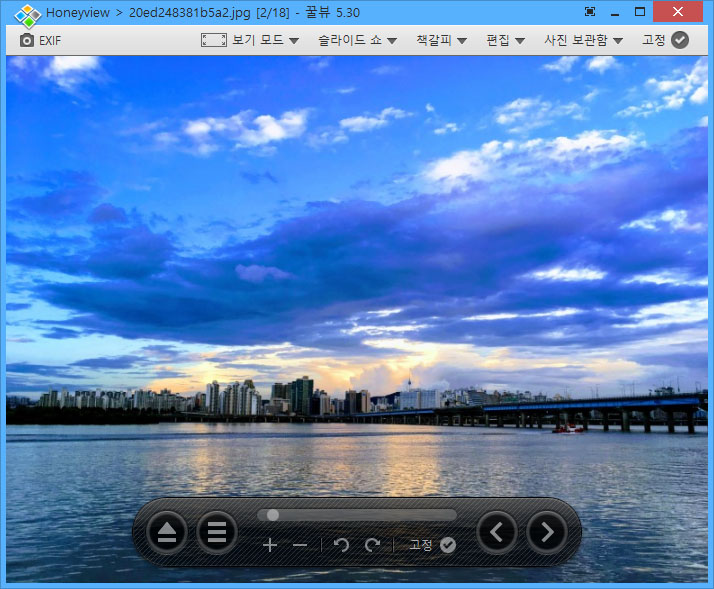 Honeyview > 20ed248381b5a2.jpg [2/18] - 꿀뷰 5.30
EXIF 보기 모드 슬라이드 쇼 책갈피 편집 사진 보관함 고정
고정